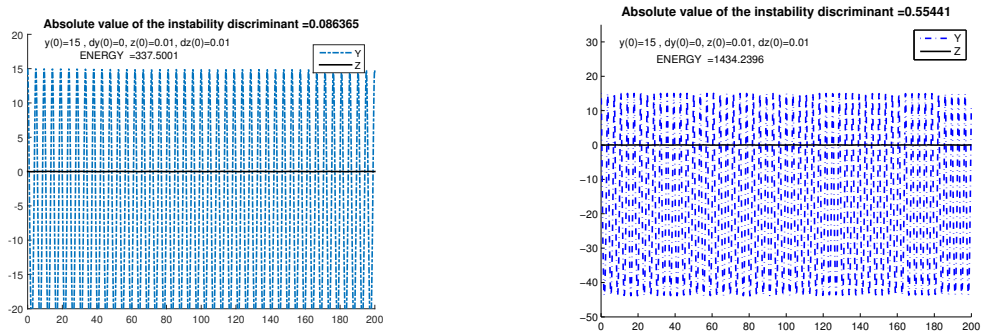 Absolute value of the instability discriminant =0.086365
y(0)=15 , dy(0)=0, z(0)=0.01, dz(0)=0.01
ENERGY =337.5001
Y
Z
20
15
10
5
0
-5
-10
-15
-20
0 20 40 60 80 100 120 140 160 180 200
Absolute value of the instability discriminant =0.55441
y(0)=15 , dy(0)=0, z(0)=0.01, dz(0)=0.01
ENERGY =1434.2396
Y
Z
30
20
10
0
−10
−20
−30
−40
−50
0 20 40 60 80 100 120 140 160 180 200